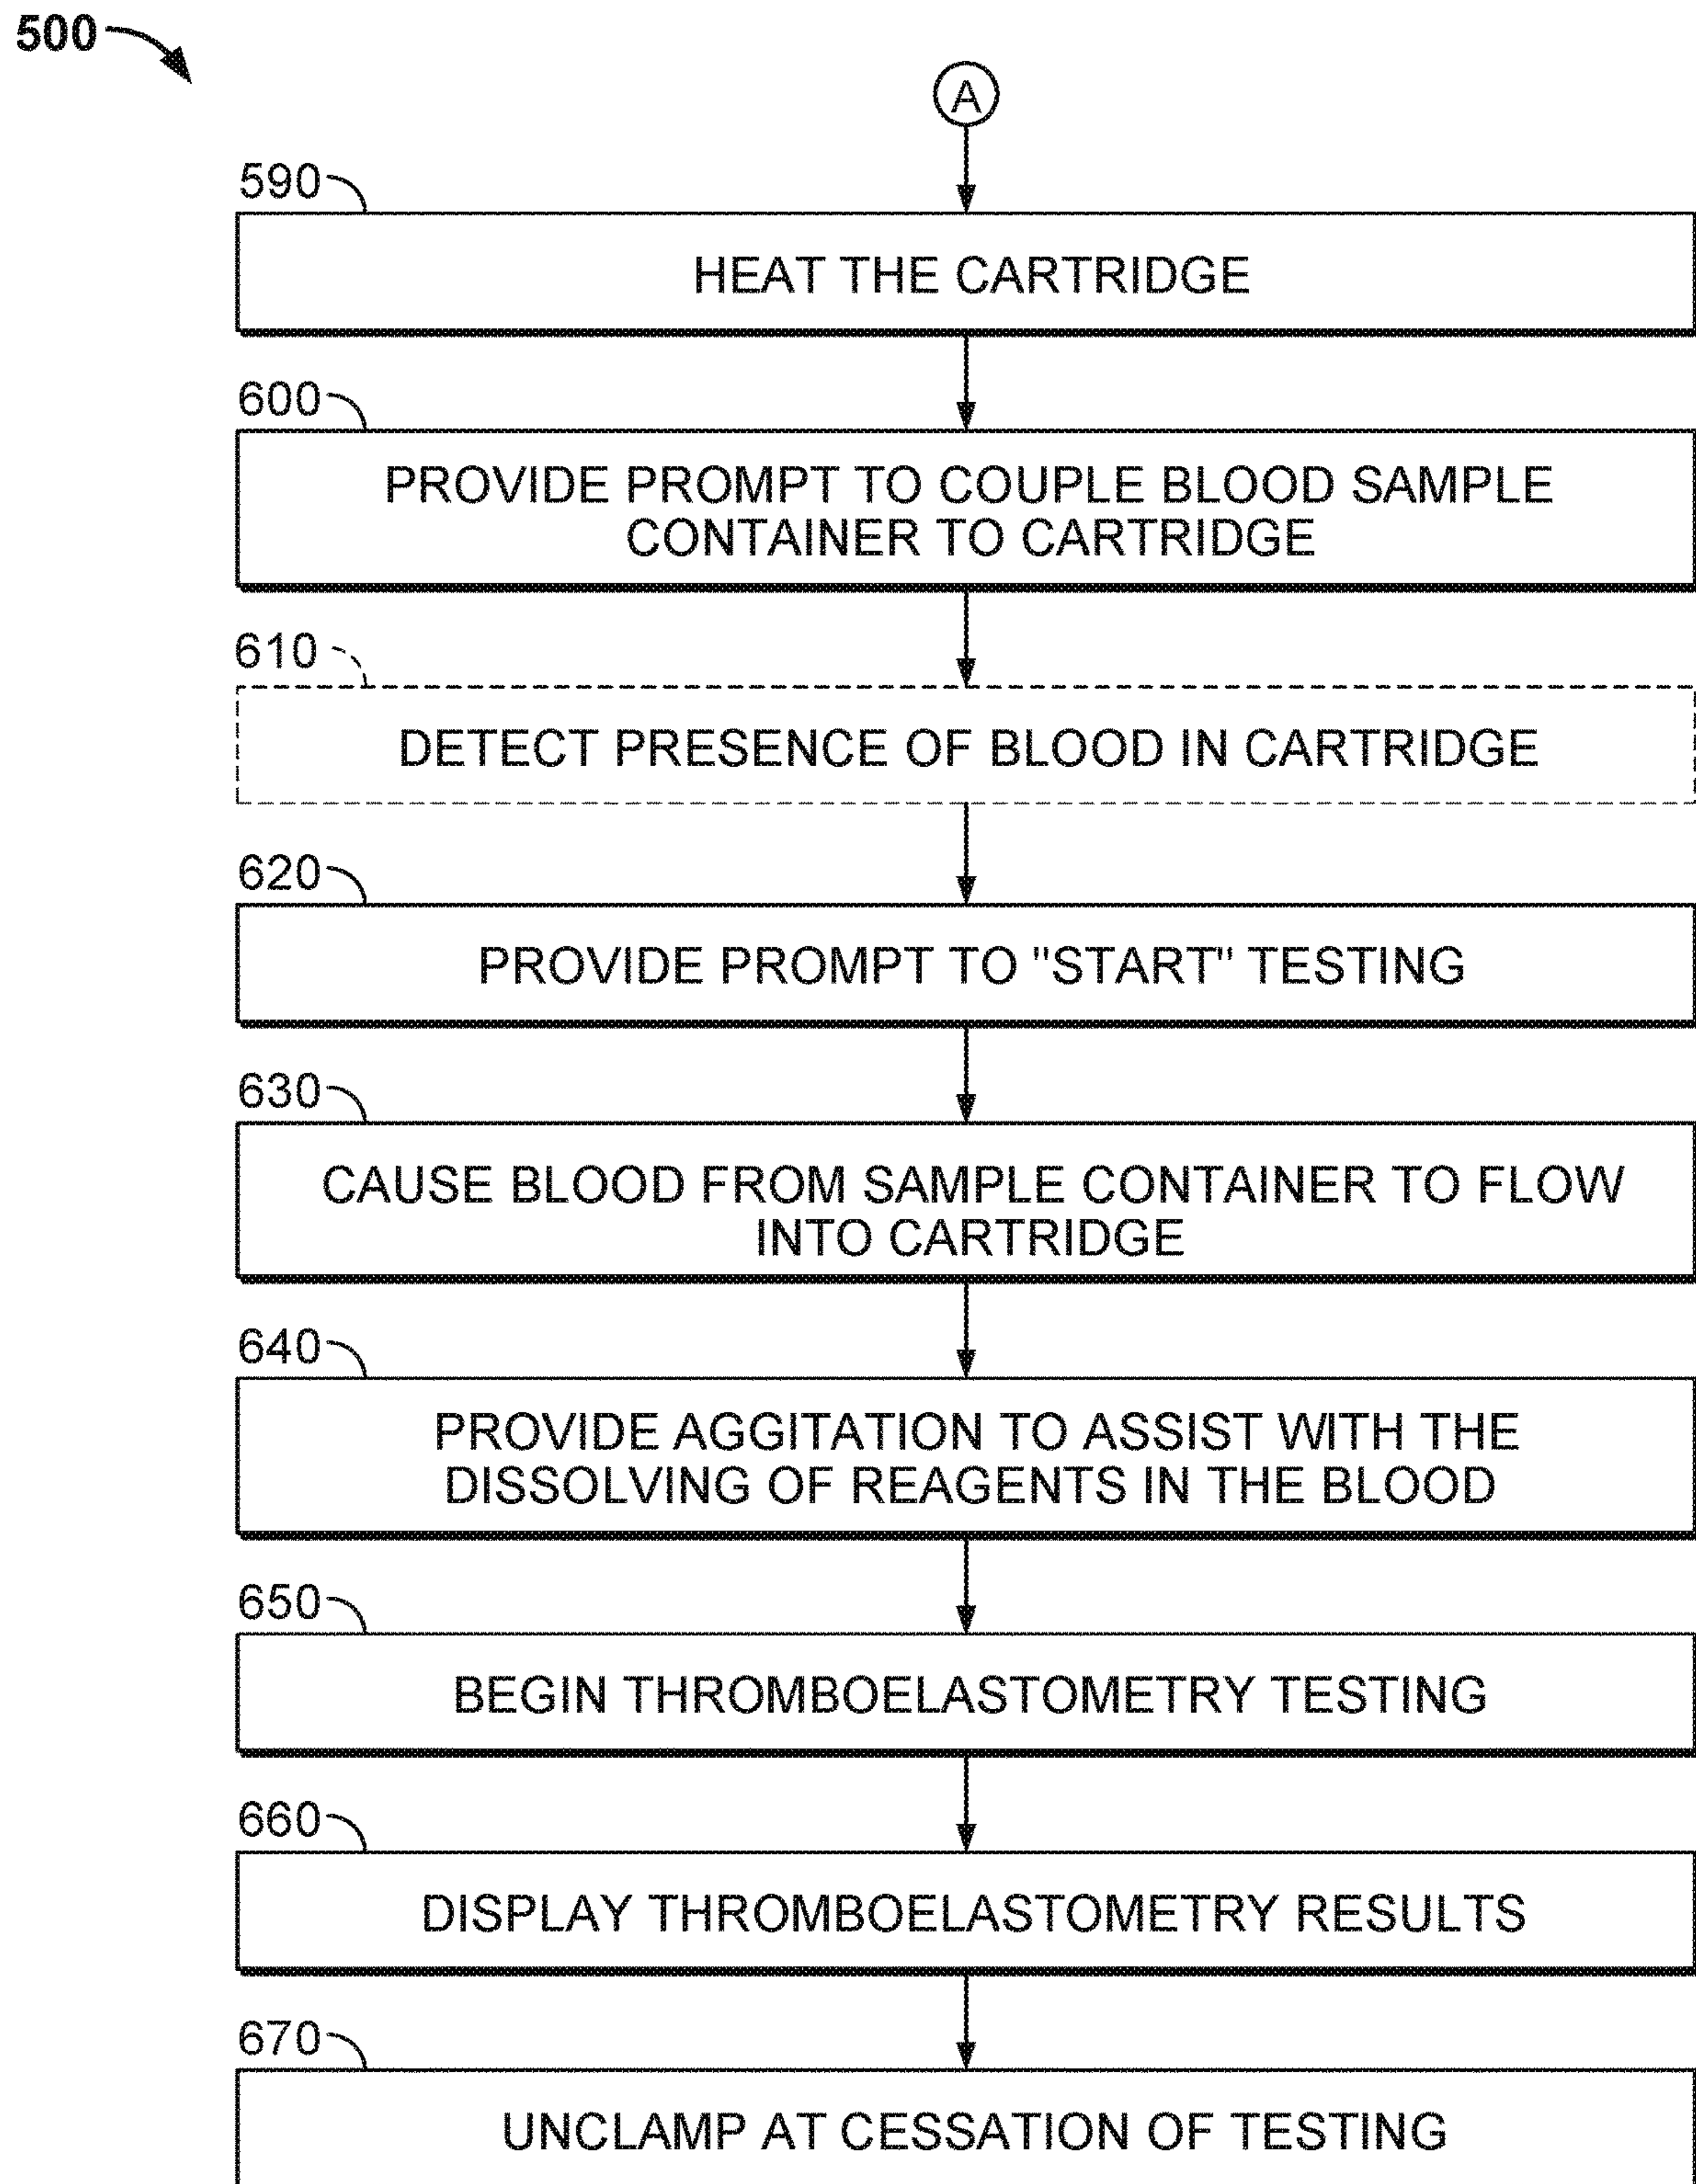 500
A
590
HEAT THE CARTRIDGE
600
PROVIDE PROMPT TO COUPLE BLOOD SAMPLE
CONTAINER TO CARTRIDGE
610
DETECT PRESENCE OF BLOOD IN CARTRIDGE
620
PROVIDE PROMPT TO "START" TESTING
630
CAUSE BLOOD FROM SAMPLE CONTAINER TO FLOW
INTO CARTRIDGE
640
PROVIDE AGGITATION TO ASSIST WITH THE
DISSOLVING OF REAGENTS IN THE BLOOD
650
BEGIN THROMBOELASTOMETRY TESTING
660
DISPLAY THROMBOELASTOMETRY RESULTS
670
UNCLAMP AT CESSATION OF TESTING